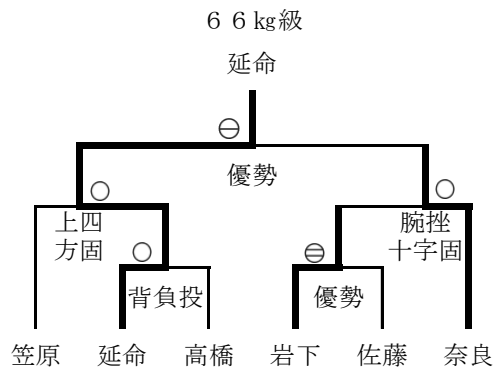 ６６㎏級
延命
優勢
上四
方固
腕挫
十字固
背負投
優勢
笠原 延命 高橋 岩下 佐藤 奈良